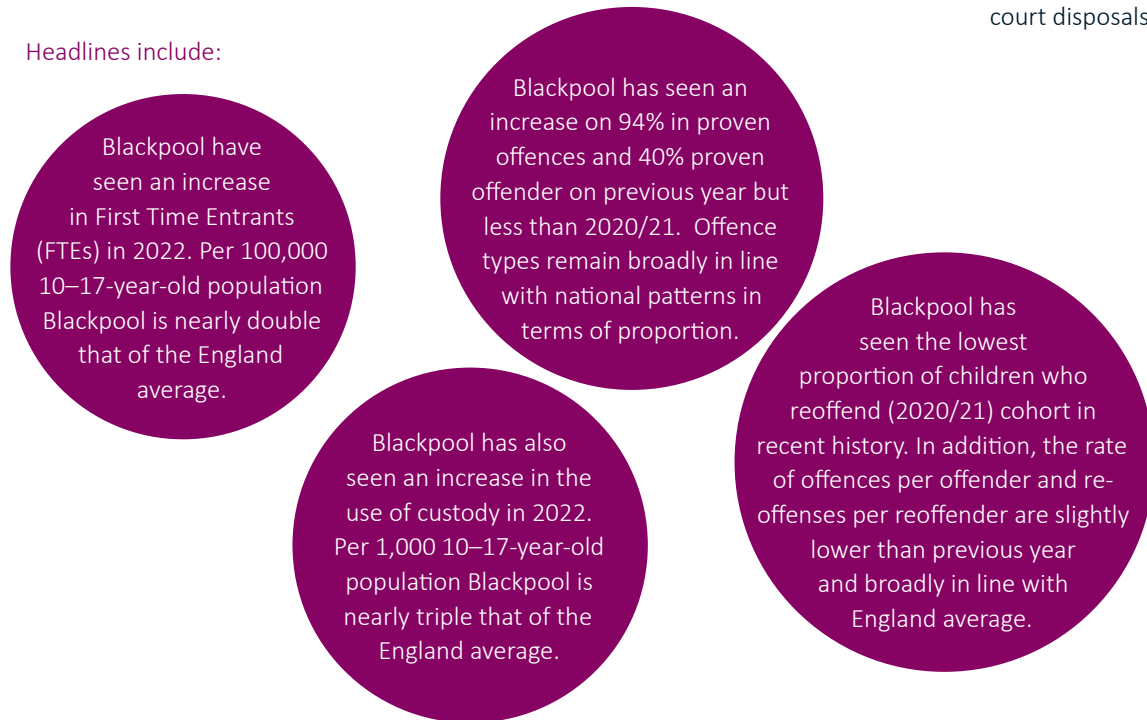 court disposals
Headlines include:
Blackpool have
seen an increase
in First Time Entrants
(FTEs) in 2022. Per 100,000
10–17-year-old population
Blackpool is nearly double
that of the England
average.
Blackpool has seen an
increase on 94% in proven
offences and 40% proven
offender on previous year but
less than 2020/21.  Offence
types remain broadly in line
with national patterns in
terms of proportion.
Blackpool has also
seen an increase in the
use of custody in 2022.
Per 1,000 10–17-year-old
population Blackpool is
nearly triple that of the
England average.
Blackpool has
seen the lowest
proportion of children who
reoffend (2020/21) cohort in
recent history. In addition, the rate
of offences per offender and re-
offenses per reoffender are slightly
lower than previous year
and broadly in line with
England average.